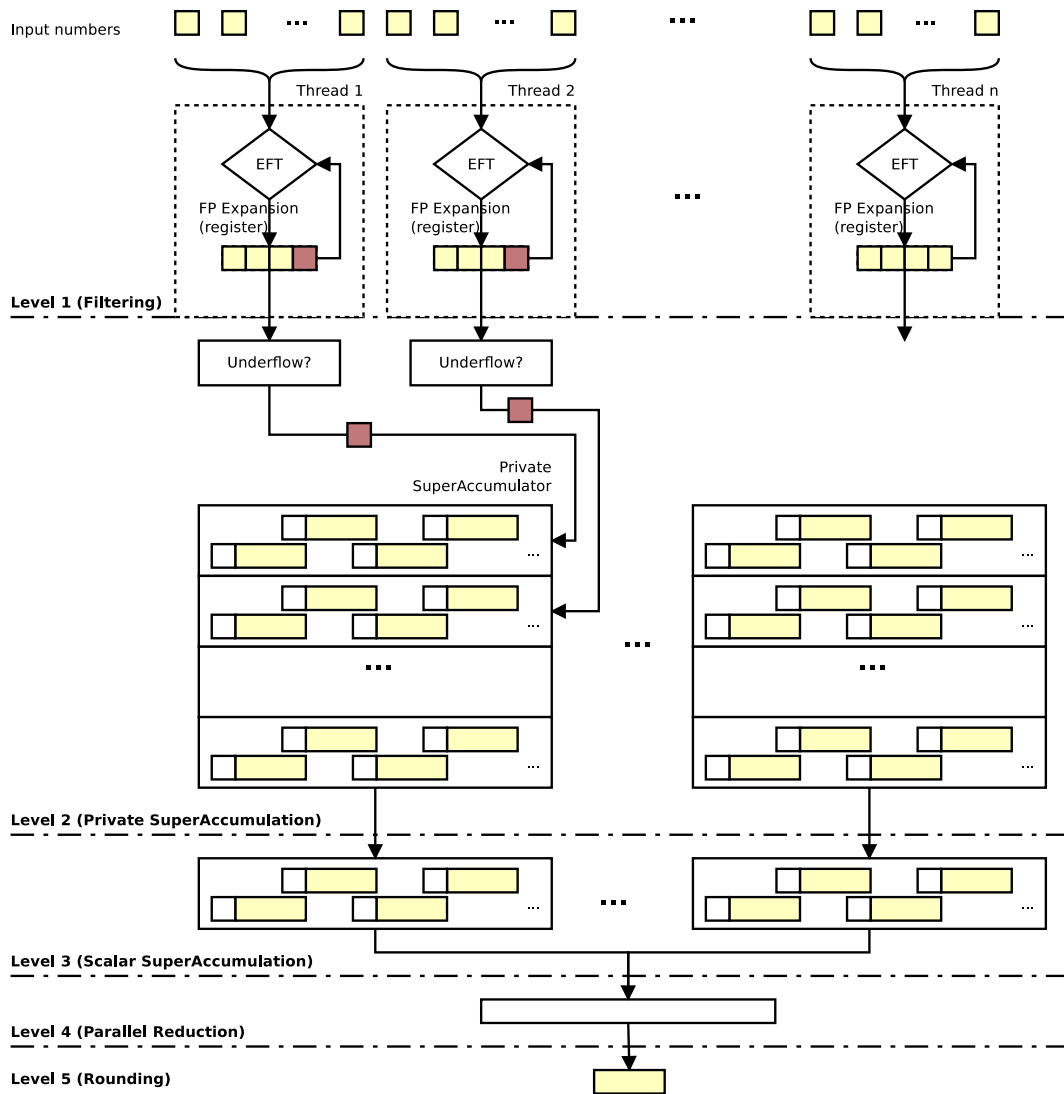 Input numbers
...
...
...
...
Thread 1
Thread 2
Thread n
EFT
EFT
EFT
...
FP Expansion
(register)
FP Expansion
(register)
FP Expansion
(register)
Level 1 (Filtering)
Underflow?
Underflow?
Private
SuperAccumulator
...
...
...
...
...
...
...
...
...
Level 2 (Private SuperAccumulation)
...
...
...
Level 3 (Scalar SuperAccumulation)
Level 4 (Parallel Reduction)
Level 5 (Rounding)